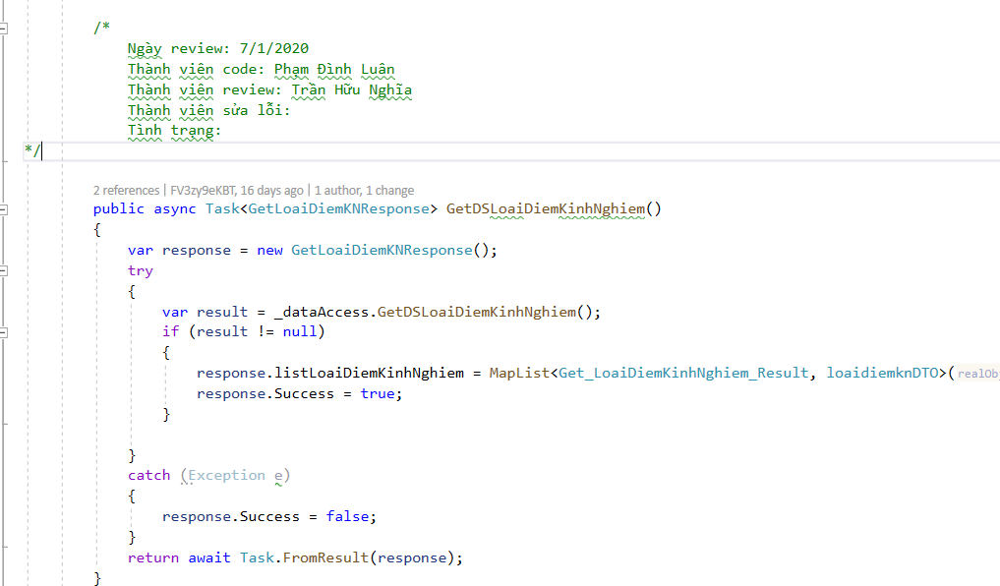 /*
Ngày review: 7/1/2020
Thành viên code: Phạm Đình Luân
Thành viên review: Trần Hữu Nghĩa
Thành viên sửa lỗi:
Tình trạng:
*/
2 references | FV3zy9eKBT, 16 days ago | 1 author, 1 change
public async Task<GetLoaiDiemKNResponse> GetDSLoaiDiemKinhNghiem()
{
var response = new GetLoaiDiemKNResponse();
try
{
var result = _dataAccess.GetDSLoaiDiemKinhNghiem();
if (result != null)
{
response.listLoaiDiemKinhNghiem = MapList<Get_LoaiDiemKinhNghiem_Result, loaidiemknDTO>(
response.Success = true;
}
}
catch (Exception e)
{
response.Success = false;
}
return await Task.FromResult(response);
}